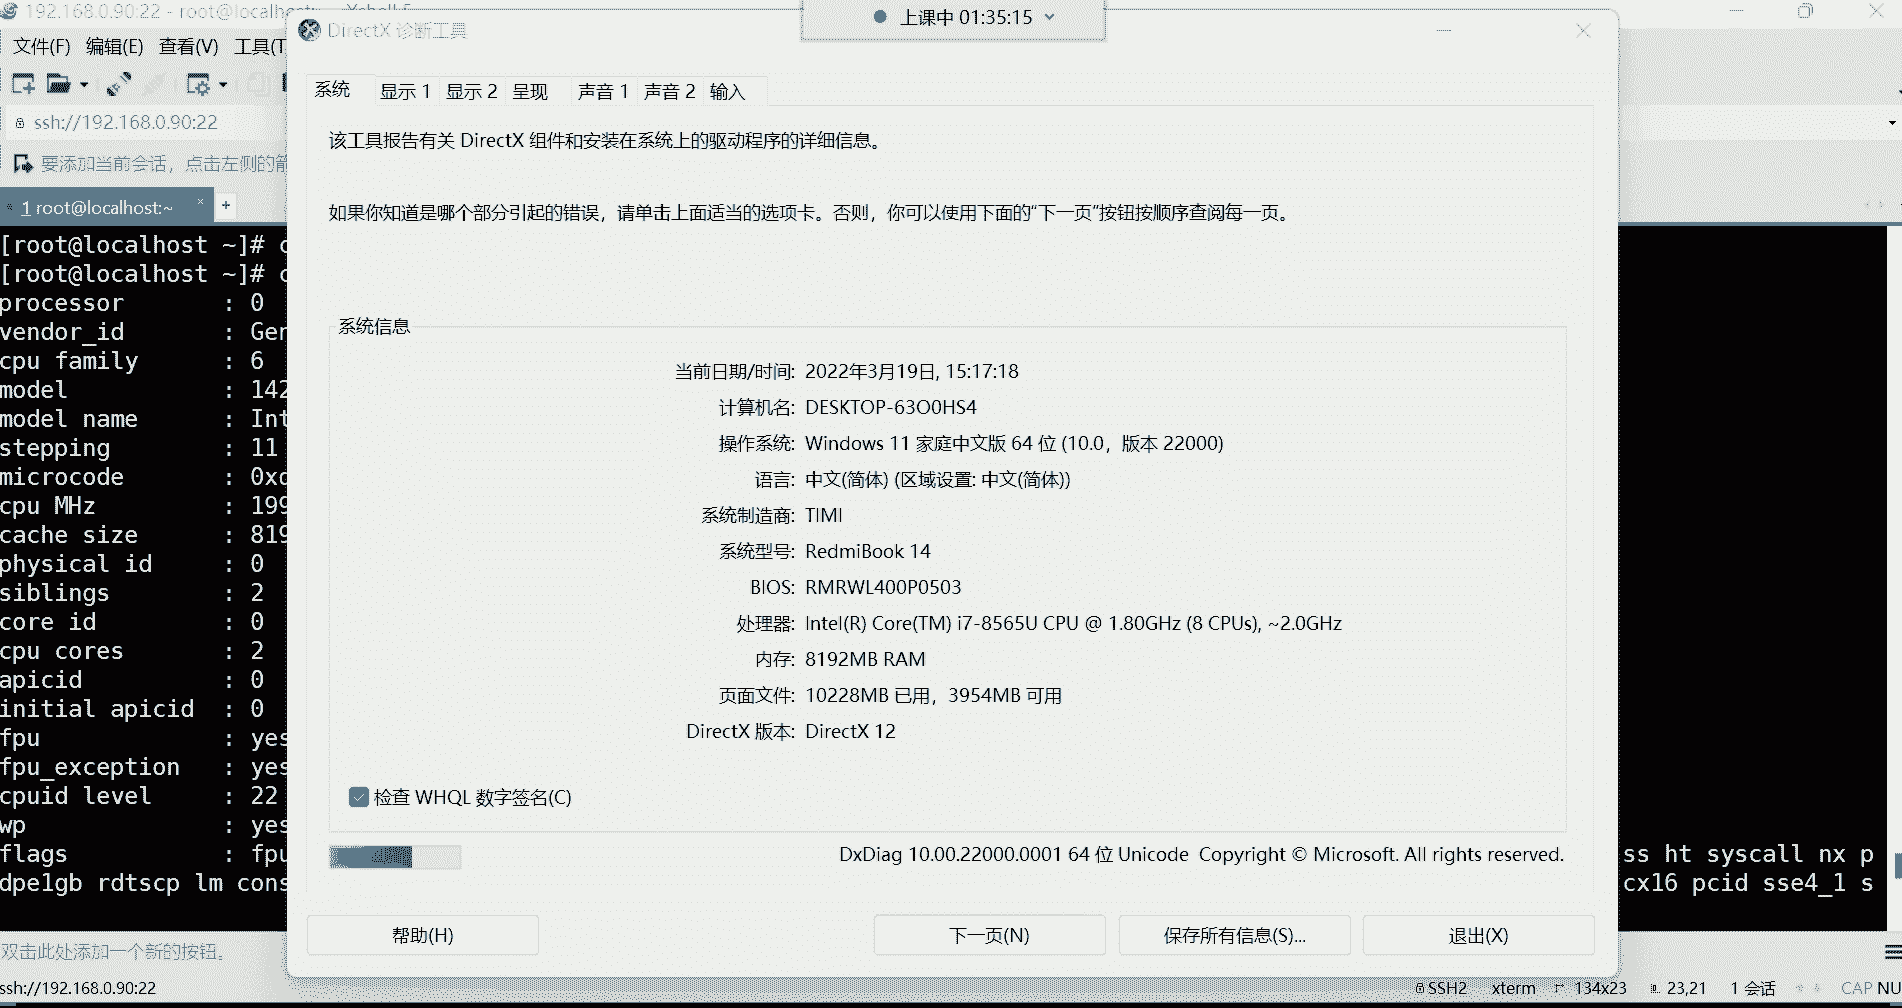 192.168.0.90:22 - root@localhost:~ - Xshell 5
上课中 01:35:15
DirectX 诊断工具
文件(F) 编辑(E) 查看(V) 工具(T
系统 显示 1 显示 2 呈现 声音 1 声音 2 输入
ssh://192.168.0.90:22
该工具报告有关 DirectX 组件和安装在系统上的驱动程序的详细信息。
要添加当前会话，点击左侧的箭
1 root@localhost:~ × +
如果你知道是哪个部分引起的错误，请单击上面适当的选项卡。否则，你可以使用下面的“下一页”按钮按顺序查阅每一页。
[root@localhost ~]# c
[root@localhost ~]# c
processor : 0
vendor_id : Gen
cpu family : 6
model : 142
model name : Int
stepping : 11
microcode : 0xd
cpu MHz : 199
cache size : 819
physical id : 0
siblings : 2
core id : 0
cpu cores : 2
apicid : 0
initial apicid : 0
fpu : yes
fpu_exception : yes
cpuid level : 22
wp : yes
flags : fpu
dpe1gb rdtscp lm cons
系统信息
当前日期/时间: 2022年3月19日, 15:17:18
计算机名: DESKTOP-63O0HS4
操作系统: Windows 11 家庭中文版 64 位 (10.0，版本 22000)
语言: 中文(简体) (区域设置: 中文(简体))
系统制造商: TIMI
系统型号: RedmiBook 14
BIOS: RMRWL400P0503
处理器: Intel(R) Core(TM) i7-8565U CPU @ 1.80GHz (8 CPUs), ~2.0GHz
内存: 8192MB RAM
页面文件: 10228MB 已用，3954MB 可用
DirectX 版本: DirectX 12
检查 WHQL 数字签名(C)
DxDiag 10.00.22000.0001 64 位 Unicode Copyright © Microsoft. All rights reserved.
ss ht syscall nx p
cx16 pcid sse4_1 s
帮助(H) 下一页(N) 保存所有信息(S)... 退出(X)
双击此处添加一个新的按钮。
ssh://192.168.0.90:22 SSH2 xterm 134x23 23,21 1 会话 CAP NU